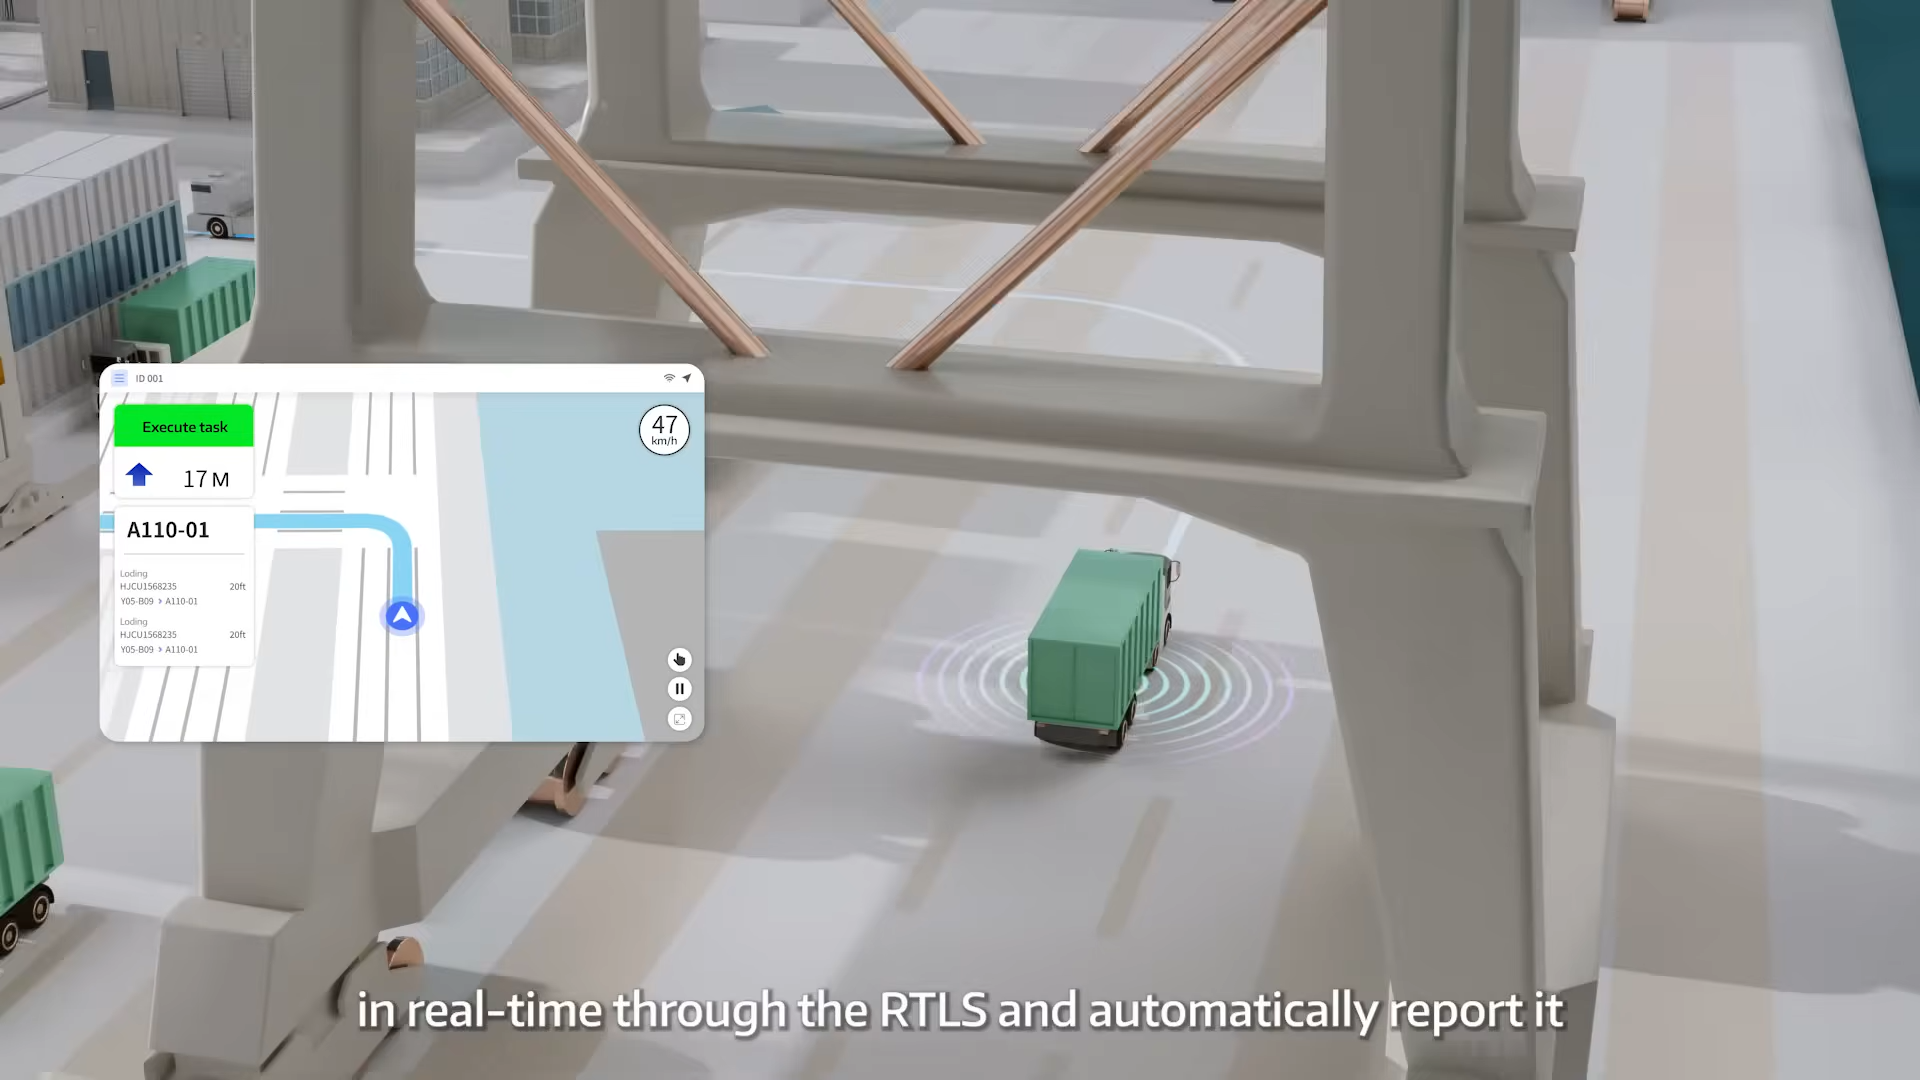 ID 001
Execute task
47
km/h
17 M
A110-01
Loding
HJCU1568235 20ft
Y05-B09 > A110-01
Loding
HJCU1568235 20ft
Y05-B09 > A110-01
in real-time through the RTLS and automatically report it